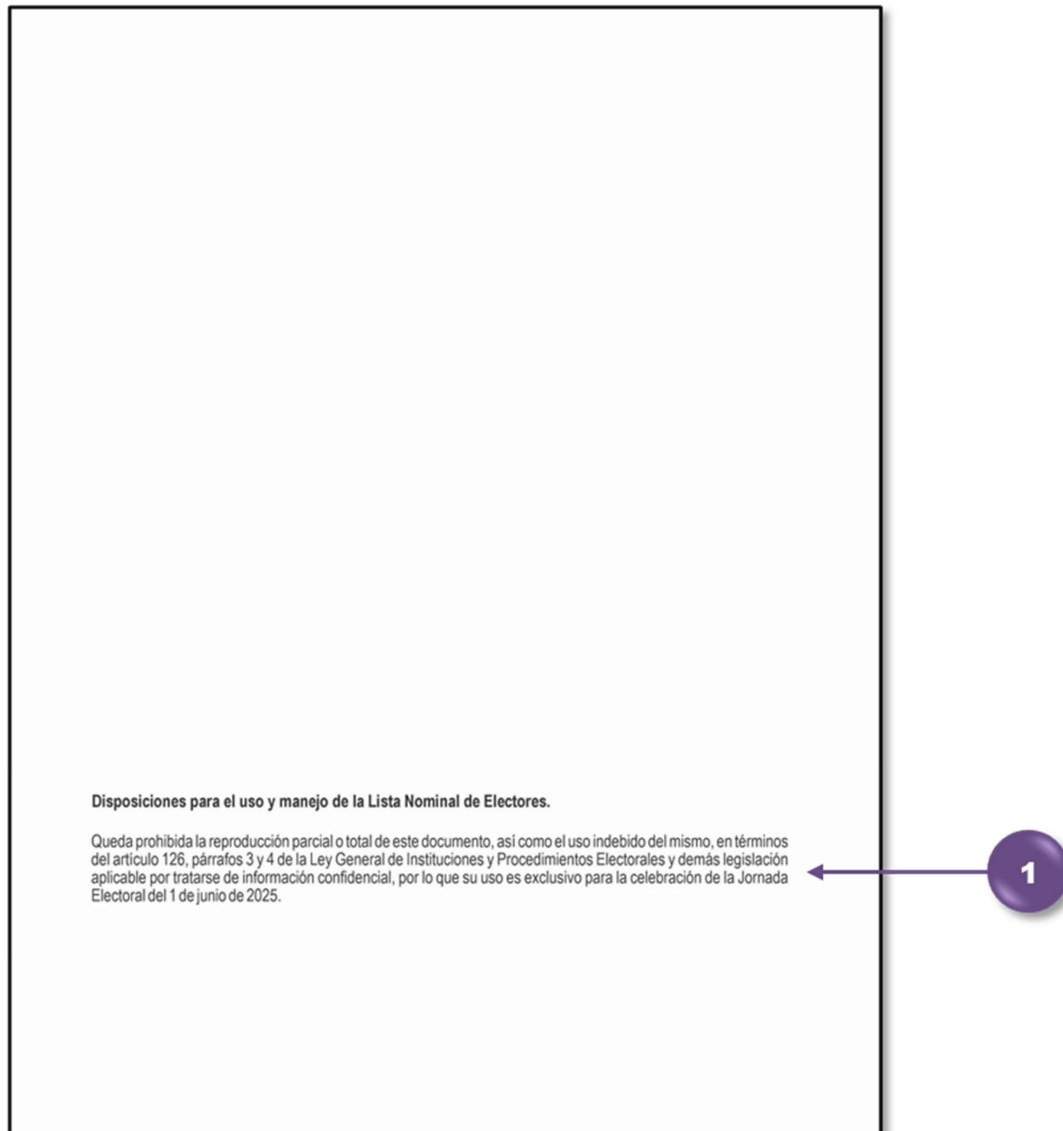 Disposiciones para el uso y manejo de la Lista Nominal de Electores.
Queda prohibida la reproducción parcial o total de este documento, así como el uso indebido del mismo, en términos
del artículo 126, párrafos 3 y 4 de la Ley General de Instituciones y Procedimientos Electorales y demás legislación
aplicable por tratarse de información confidencial, por lo que su uso es exclusivo para la celebración de la Jornada
Electoral del 1 de junio de 2025.
1